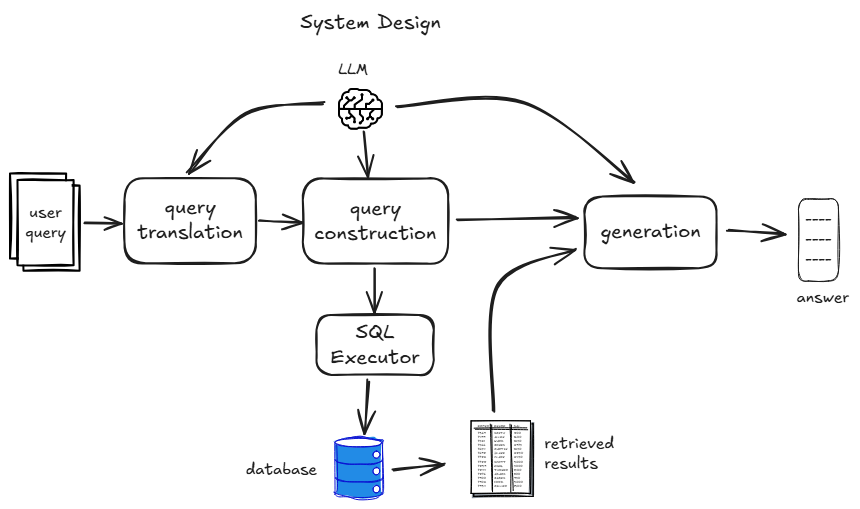 System Design
LLM
user
query
query
translation
query
construction
generation
answer
SQL
Executor
database
retrieved
results